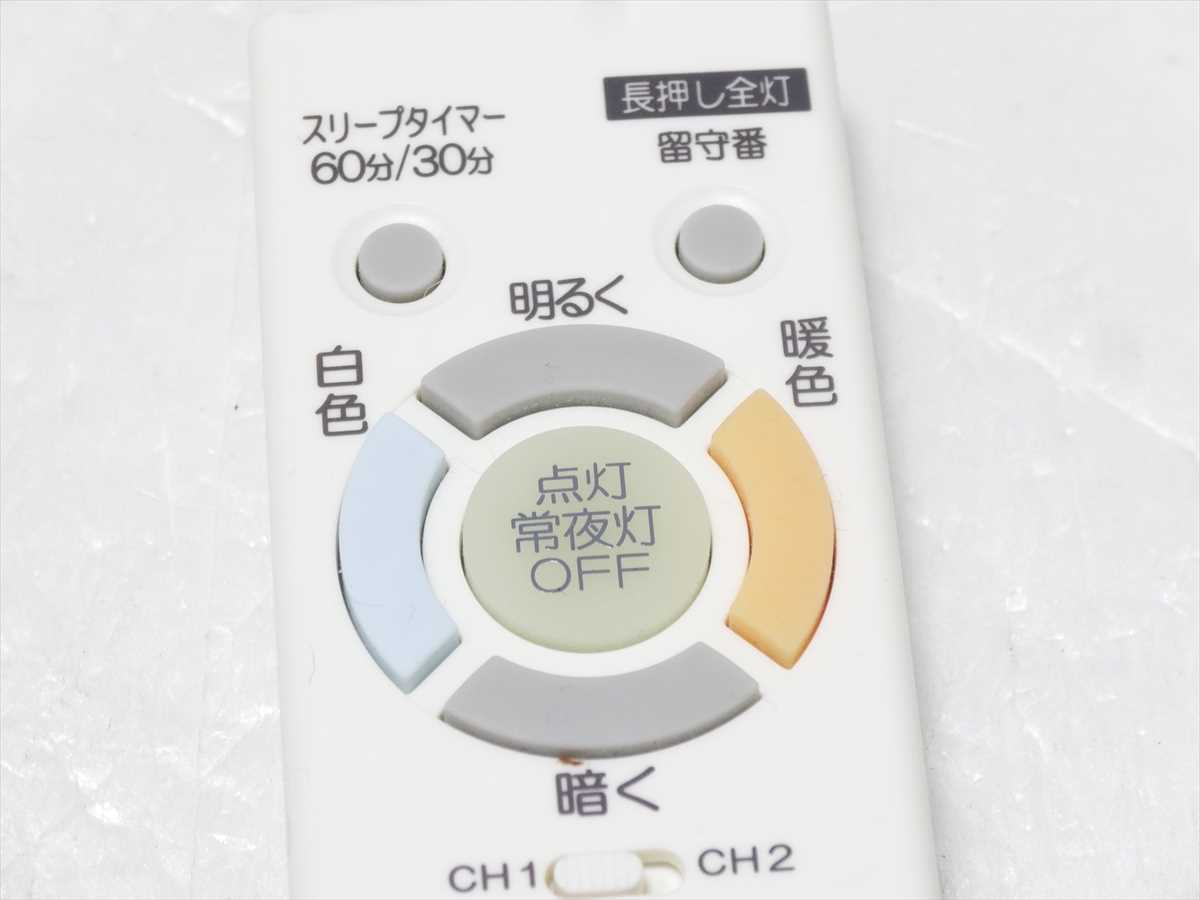 スリープタイマー
60分/30分
長押し全灯
留守番
明るく
白色
暖色
点灯
常夜灯
OFF
暗く
CH1
CH2